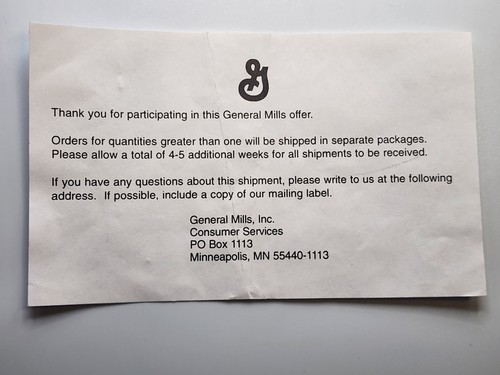 G
Thank you for participating in this General Mills offer.
Orders for quantities greater than one will be shipped in separate packages.
Please allow a total of 4-5 additional weeks for all shipments to be received.
If you have any questions about this shipment, please write to us at the following
address. If possible, include a copy of our mailing label.
General Mills, Inc.
Consumer Services
PO Box 1113
Minneapolis, MN 55440-1113